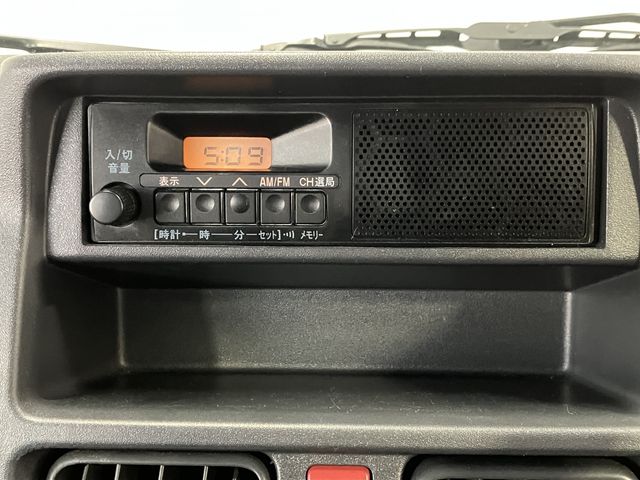 5:09
入/切
音量
表示 AM/FM CH選局
[時計 時 分 セット] メモリー